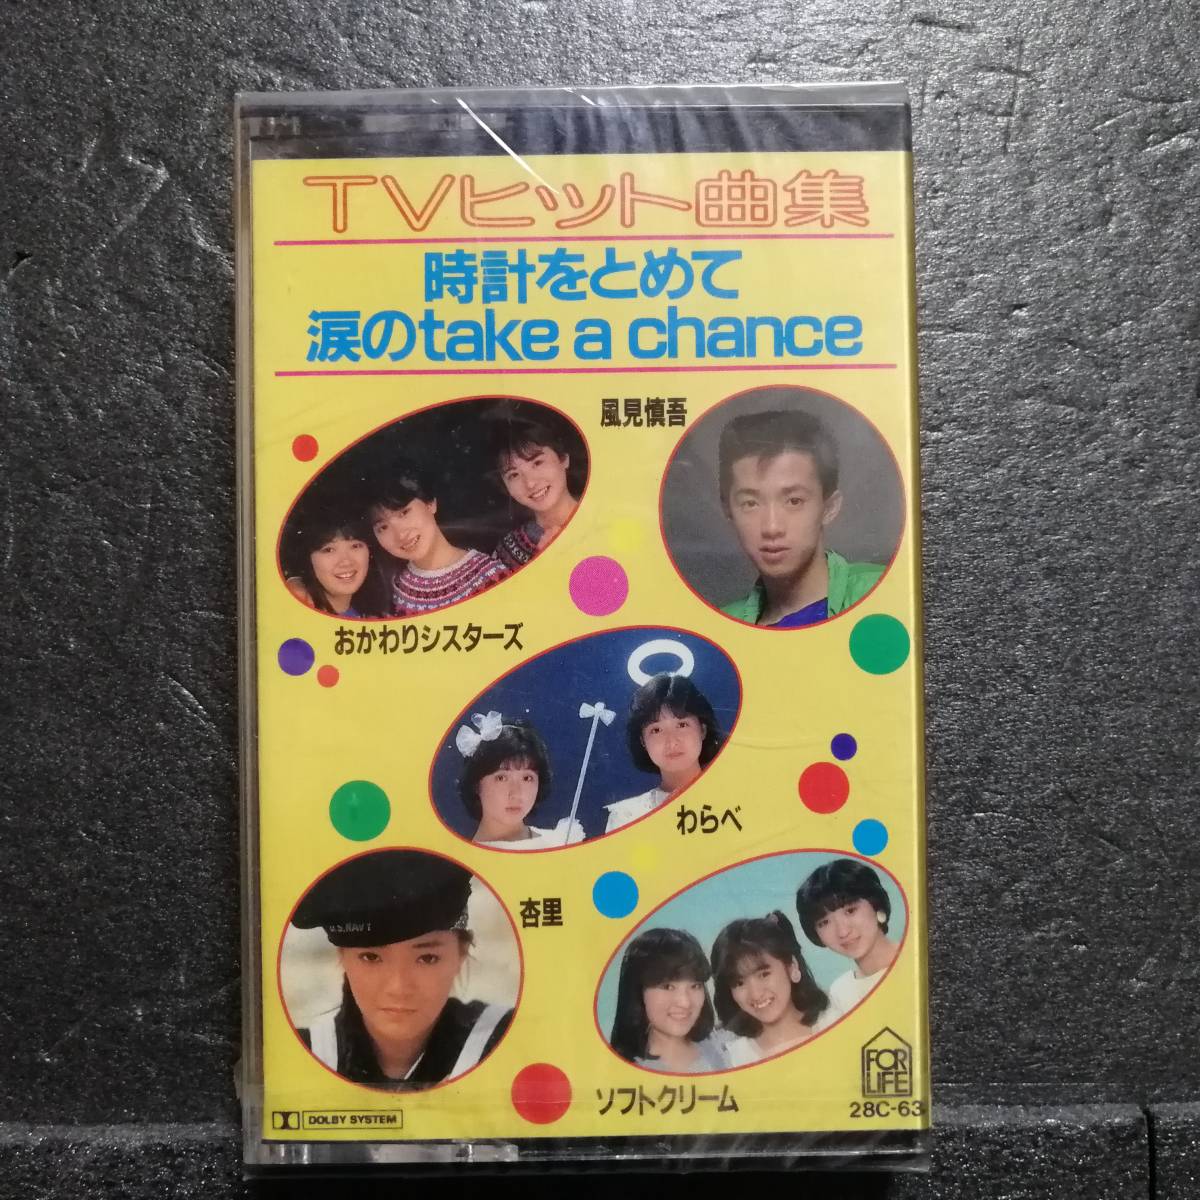 TVヒット曲集
時計をとめて
涙のtake a chance
風見慎吾
おかわりシスターズ
わらべ
杏里
U.S.NAVY
ソフトクリーム
FOR
LIFE
28C-63
DOLBY SYSTEM